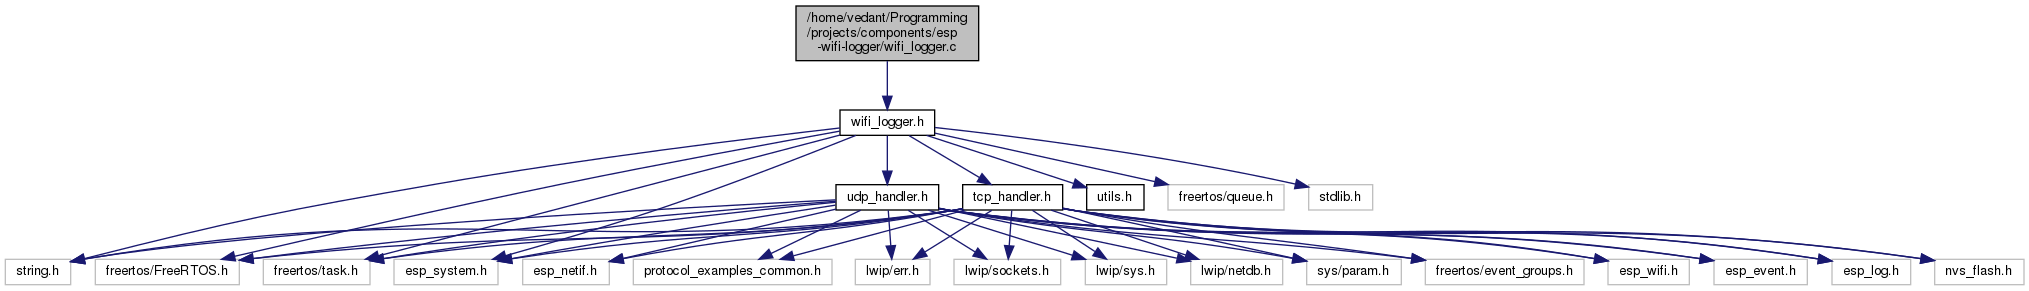 /home/vedant/Programming
/projects/components/esp
-wifi-logger/wifi_logger.c
wifi_logger.h
udp_handler.h
tcp_handler.h
utils.h
freertos/queue.h
stdlib.h
string.h
freertos/FreeRTOS.h
freertos/task.h
esp_system.h
esp_netif.h
protocol_examples_common.h
lwip/err.h
lwip/sockets.h
lwip/sys.h
lwip/netdb.h
sys/param.h
freertos/event_groups.h
esp_wifi.h
esp_event.h
esp_log.h
nvs_flash.h